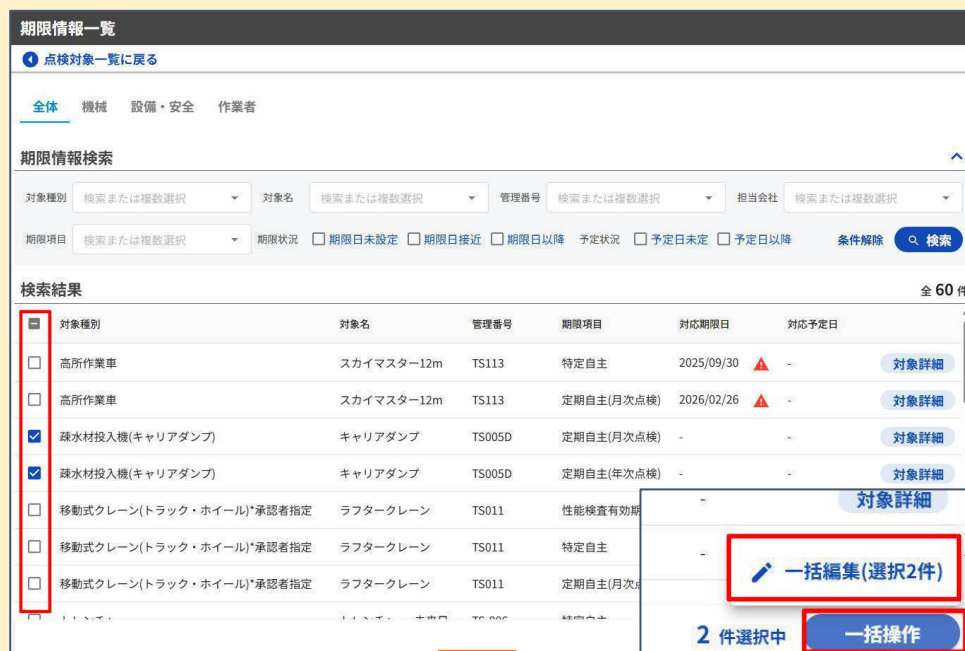 期限情報一覧
点検対象一覧に戻る
全体 機械 設備・安全 作業者
期限情報検索
対象種別 検索または複数選択 対象名 検索または複数選択 管理番号 検索または複数選択 担当会社 検索または複数選択
期限項目 検索または複数選択 期限状況 期限日未設定 期限日接近 期限日以降 予定状況 予定日未定 予定日以降 条件解除 検索
検索結果 全 60 件
対象種別 対象名 管理番号 期限項目 対応期限日 対応予定日
高所作業車 スカイマスター12m TS113 特定自主 2025/09/30 - 対象詳細
高所作業車 スカイマスター12m TS113 定期自主(月次点検) 2026/02/26 - 対象詳細
疎水材投入機(キャリアダンプ) キャリアダンプ TS005D 定期自主(月次点検) - - 対象詳細
疎水材投入機(キャリアダンプ) キャリアダンプ TS005D 定期自主(年次点検) - - 対象詳細
移動式クレーン(トラック・ホイール)*承認者指定 ラフタークレーン TS011 性能検査有効期
移動式クレーン(トラック・ホイール)*承認者指定 ラフタークレーン TS011 特定自主
移動式クレーン(トラック・ホイール)*承認者指定 ラフタークレーン TS011 定期自主(月次点
- 対象詳細
-
一括編集(選択2件)
2 件選択中 一括操作